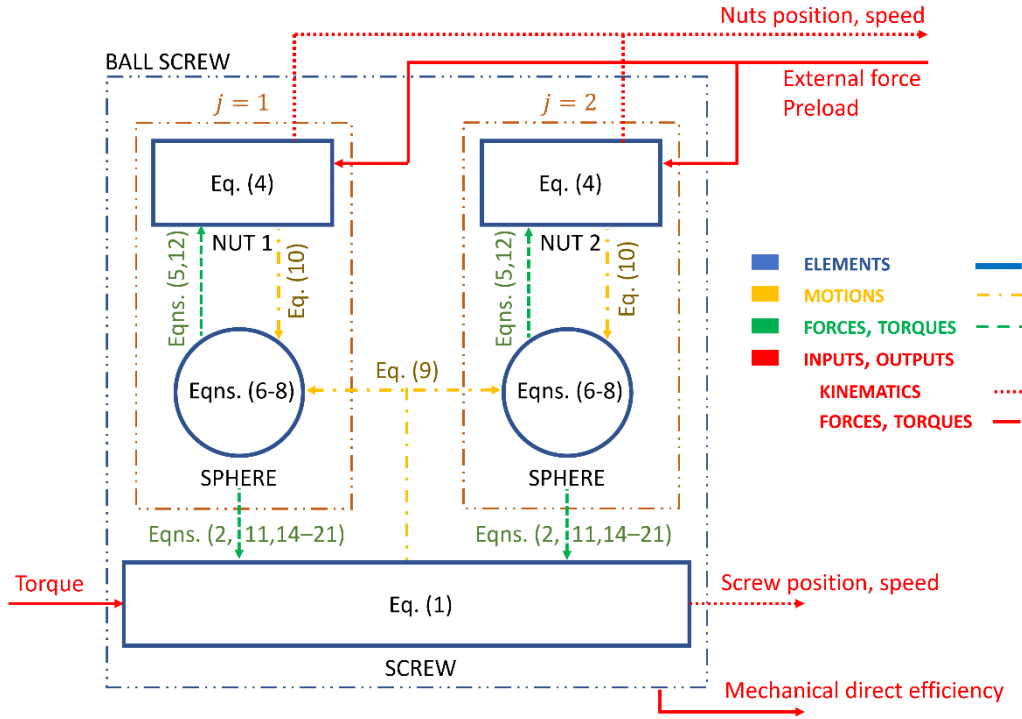 Nuts position, speed
BALL SCREW
External force
Preload
j = 1
j = 2
Eq. (4)
Eq. (4)
NUT 1
NUT 2
Eqns. (5,12)
Eq. (10)
Eqns. (5,12)
Eq. (10)
ELEMENTS
MOTIONS
FORCES, TORQUES
INPUTS, OUTPUTS
KINEMATICS
FORCES, TORQUES
Eq. (9)
Eqns. (6-8)
Eqns. (6-8)
SPHERE
SPHERE
Eqns. (2, 11,14–21)
Eqns. (2, 11,14–21)
Torque
Eq. (1)
Screw position, speed
SCREW
Mechanical direct efficiency